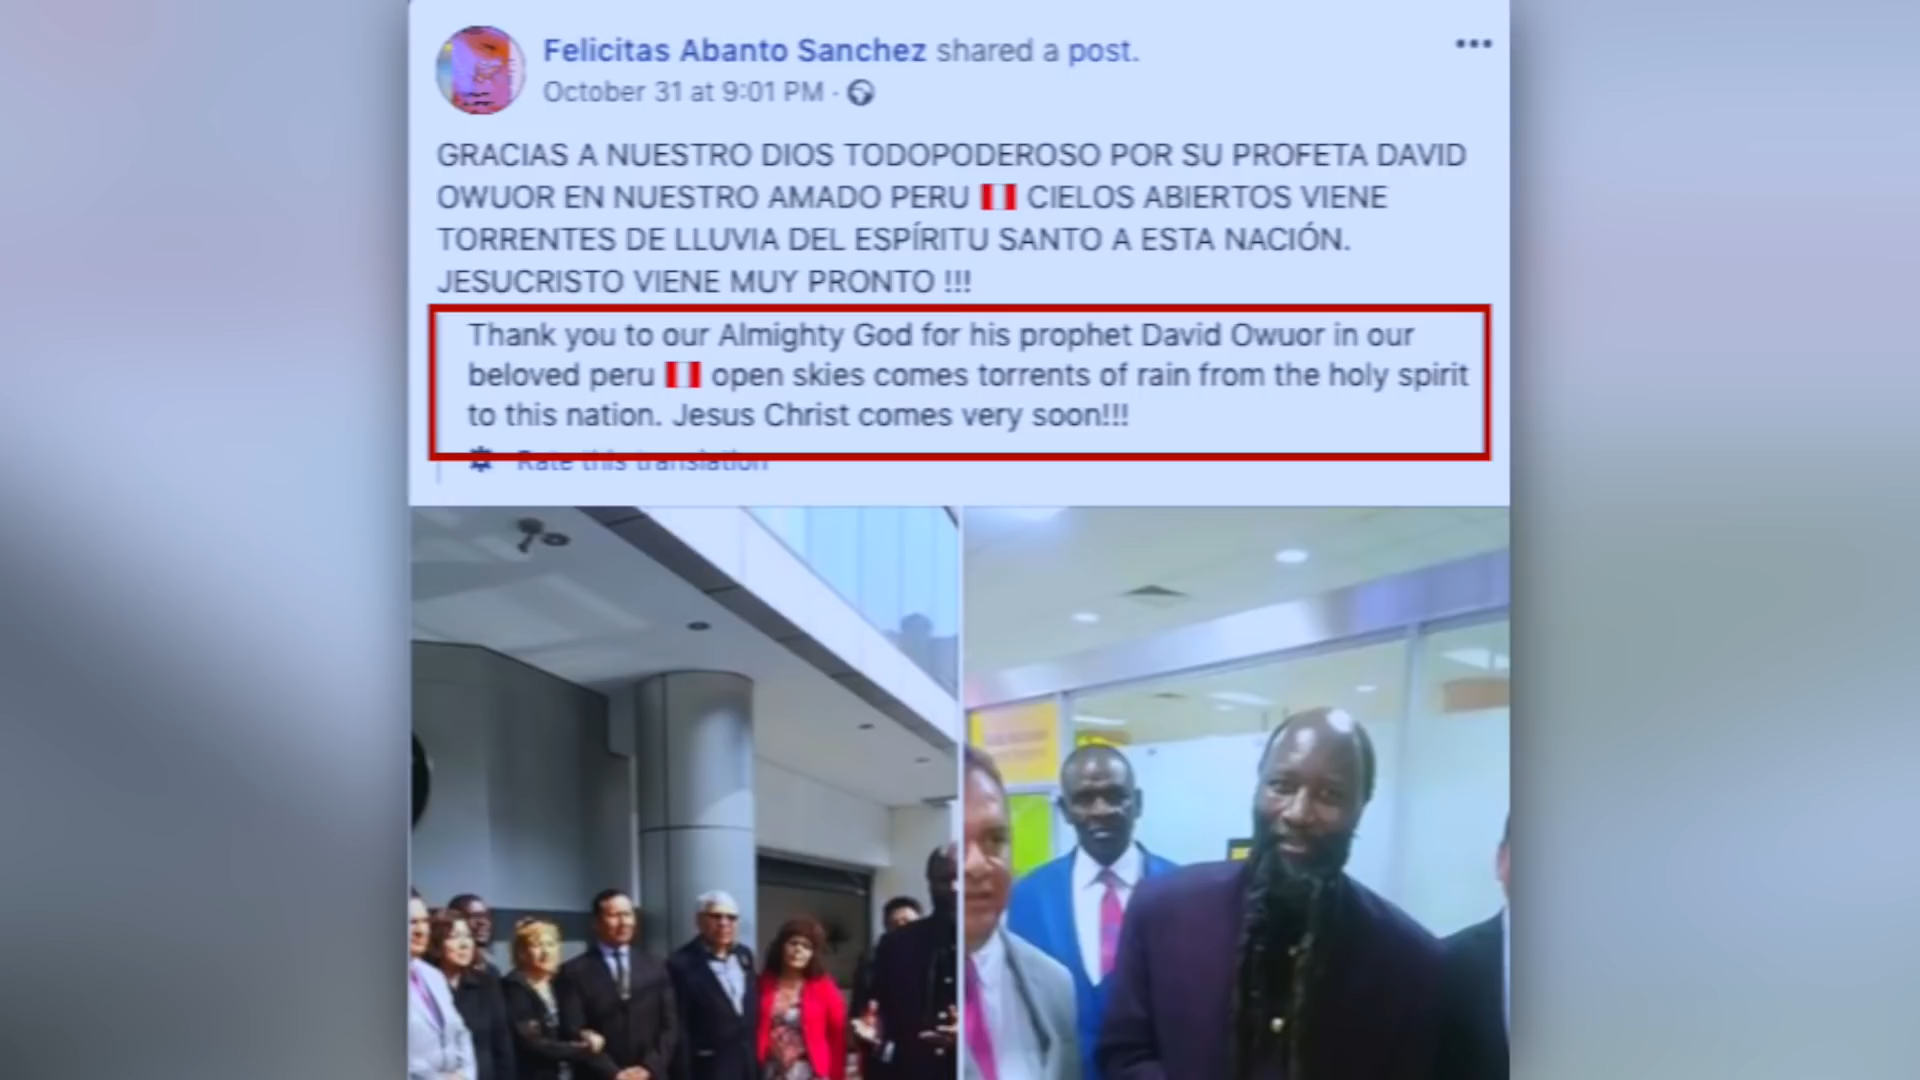 Felicitas Abanto Sanchez shared a post.
October 31 at 9:01 PM ·
GRACIAS A NUESTRO DIOS TODOPODEROSO POR SU PROFETA DAVID
OWUOR EN NUESTRO AMADO PERU 🇵🇪 CIELOS ABIERTOS VIENE
TORRENTES DE LLUVIA DEL ESPÍRITU SANTO A ESTA NACIÓN.
JESUCRISTO VIENE MUY PRONTO !!!
Thank you to our Almighty God for his prophet David Owuor in our
beloved peru 🇵🇪 open skies comes torrents of rain from the holy spirit
to this nation. Jesus Christ comes very soon!!!
Rate this translation